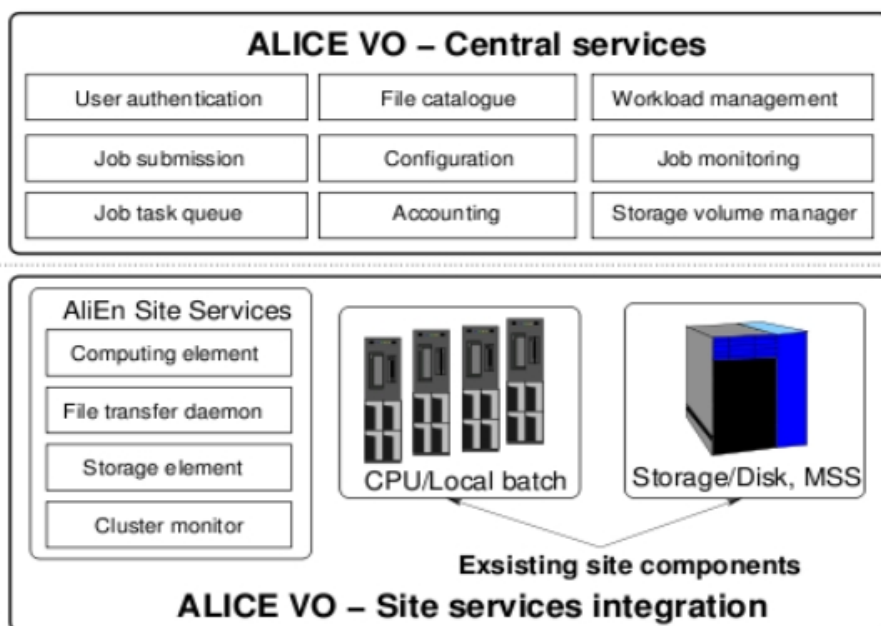 ALICE VO – Central services
User authentication
File catalogue
Workload management
Job submission
Configuration
Job monitoring
Job task queue
Accounting
Storage volume manager
AliEn Site Services
Computing element
File transfer daemon
Storage element
Cluster monitor
CPU/Local batch
Storage/Disk, MSS
Exsisting site components
ALICE VO – Site services integration